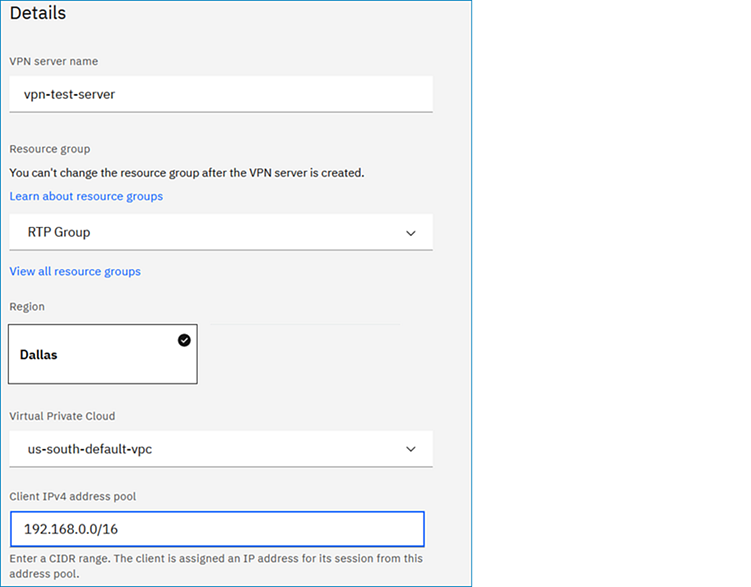 Details
VPN server name
vpn-test-server
Resource group
You can't change the resource group after the VPN server is created.
Learn about resource groups
RTP Group
View all resource groups
Region
Dallas
Virtual Private Cloud
us-south-default-vpc
Client IPv4 address pool
192.168.0.0/16
Enter a CIDR range. The client is assigned an IP address for its session from this
address pool.